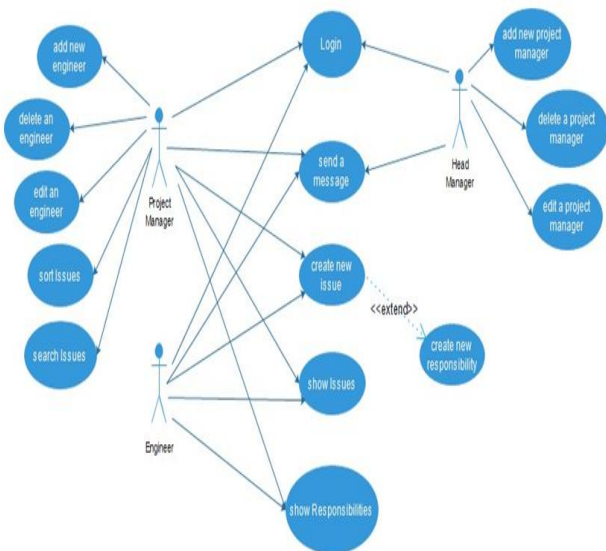 add new
engineer
Login
add new project
manager
delete an
engineer
delete a project
manager
Project
Manager
send a
message
Head
Manager
edit an
engineer
edit a project
manager
sort Issues
create new
issue
<<extend>>
search Issues
create new
responsibility
show Issues
Engineer
show Responsibilities